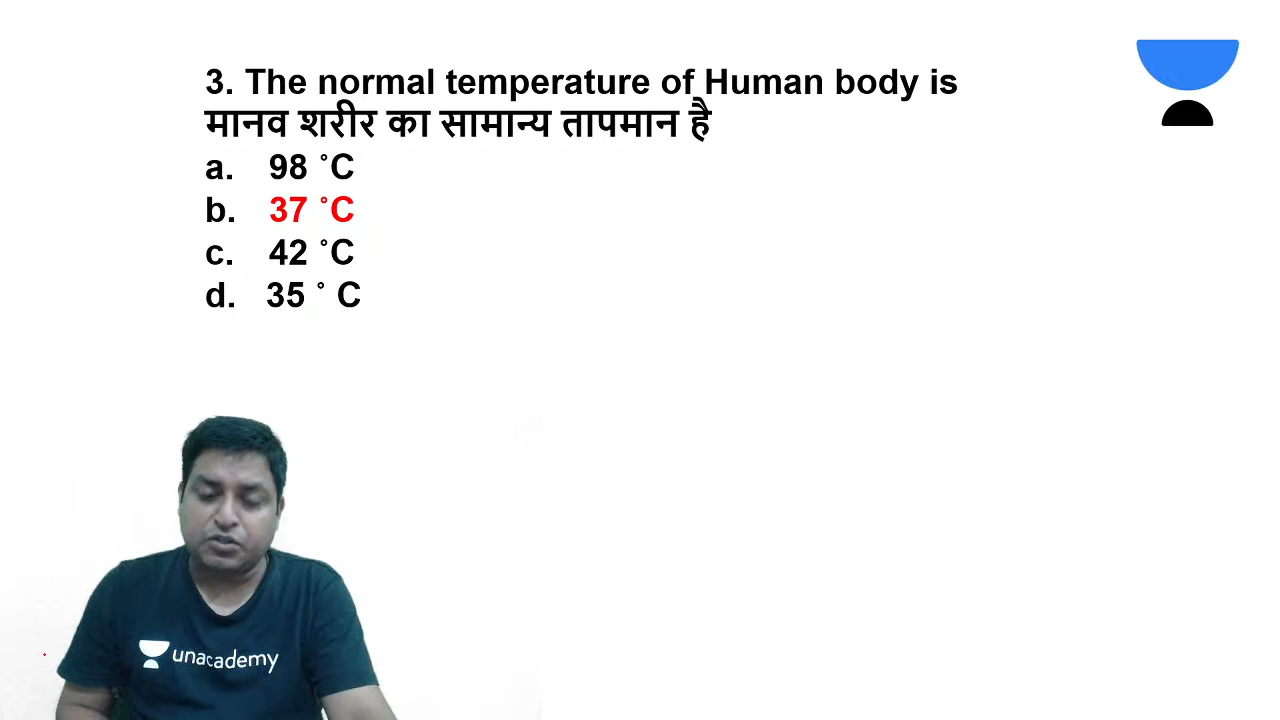 3. The normal temperature of Human body is
मानव शरीर का सामान्य तापमान है
a. 98 ˚C
b. 37 ˚C
c. 42 ˚C
d. 35 ˚ C
unacademy